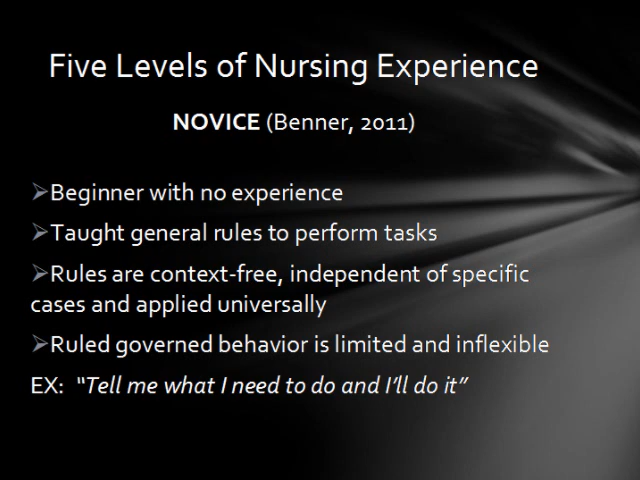 Five Levels of Nursing Experience
NOVICE (Benner, 2011)
➢Beginner with no experience
➢Taught general rules to perform tasks
➢Rules are context-free, independent of specific
cases and applied universally
➢Ruled governed behavior is limited and inflexible
EX: “Tell me what I need to do and I’ll do it”